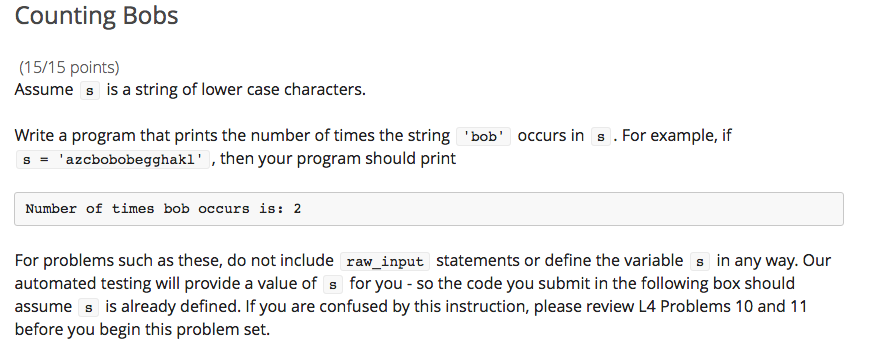 Counting Bobs
(15/15 points)
Assume s is a string of lower case characters.
Write a program that prints the number of times the string 'bob' occurs in s . For example, if
s = 'azcbobobegghakl' , then your program should print
Number of times bob occurs is: 2
For problems such as these, do not include raw_input statements or define the variable s in any way. Our
automated testing will provide a value of s for you - so the code you submit in the following box should
assume s is already defined. If you are confused by this instruction, please review L4 Problems 10 and 11
before you begin this problem set.